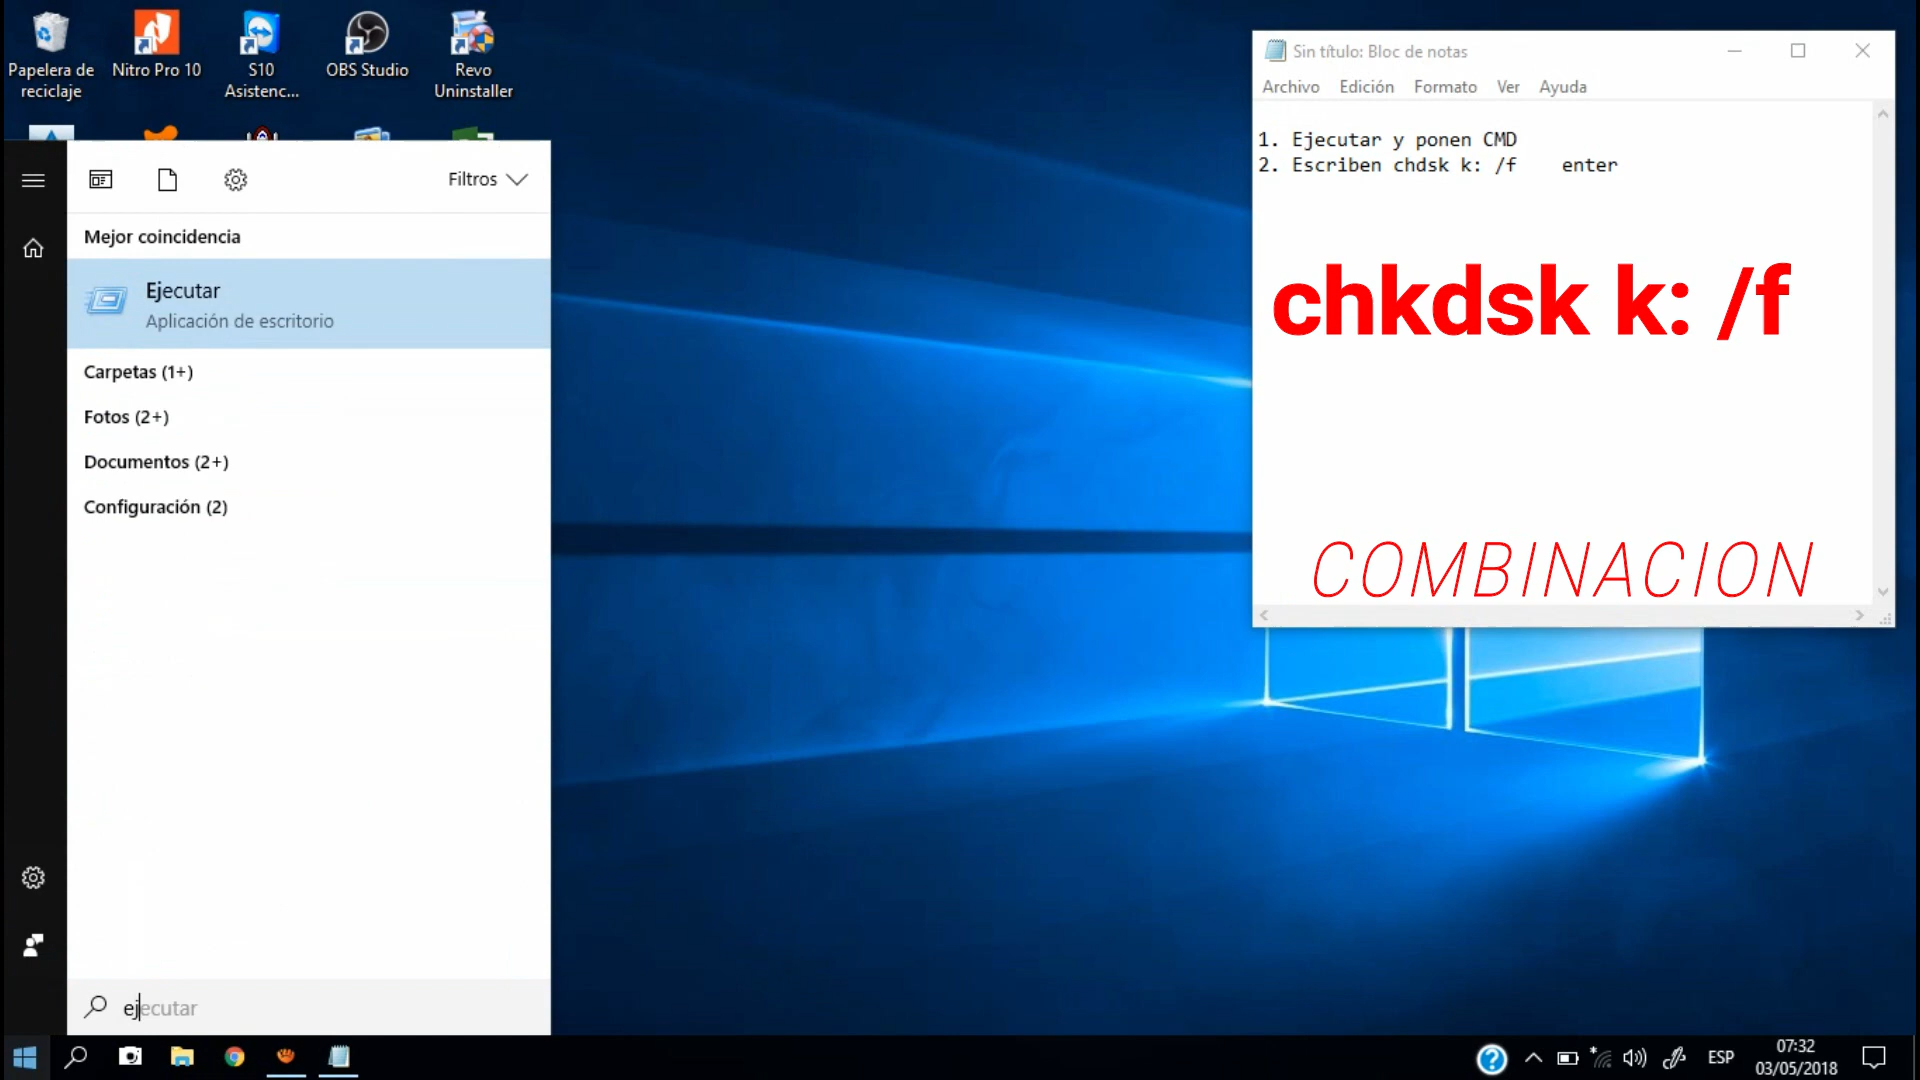 Papelera de
reciclaje
Nitro Pro 10
S10
Asistenc...
OBS Studio
Revo
Uninstaller
Filtros
Mejor coincidencia
Ejecutar
Aplicación de escritorio
Carpetas (1+)
Fotos (2+)
Documentos (2+)
Configuración (2)
ejecutar
Sin título: Bloc de notas
Archivo Edición Formato Ver Ayuda
1. Ejecutar y ponen CMD
2. Escriben chdsk k: /f enter
chkdsk k: /f
COMBINACION
ESP
07:32
03/05/2018